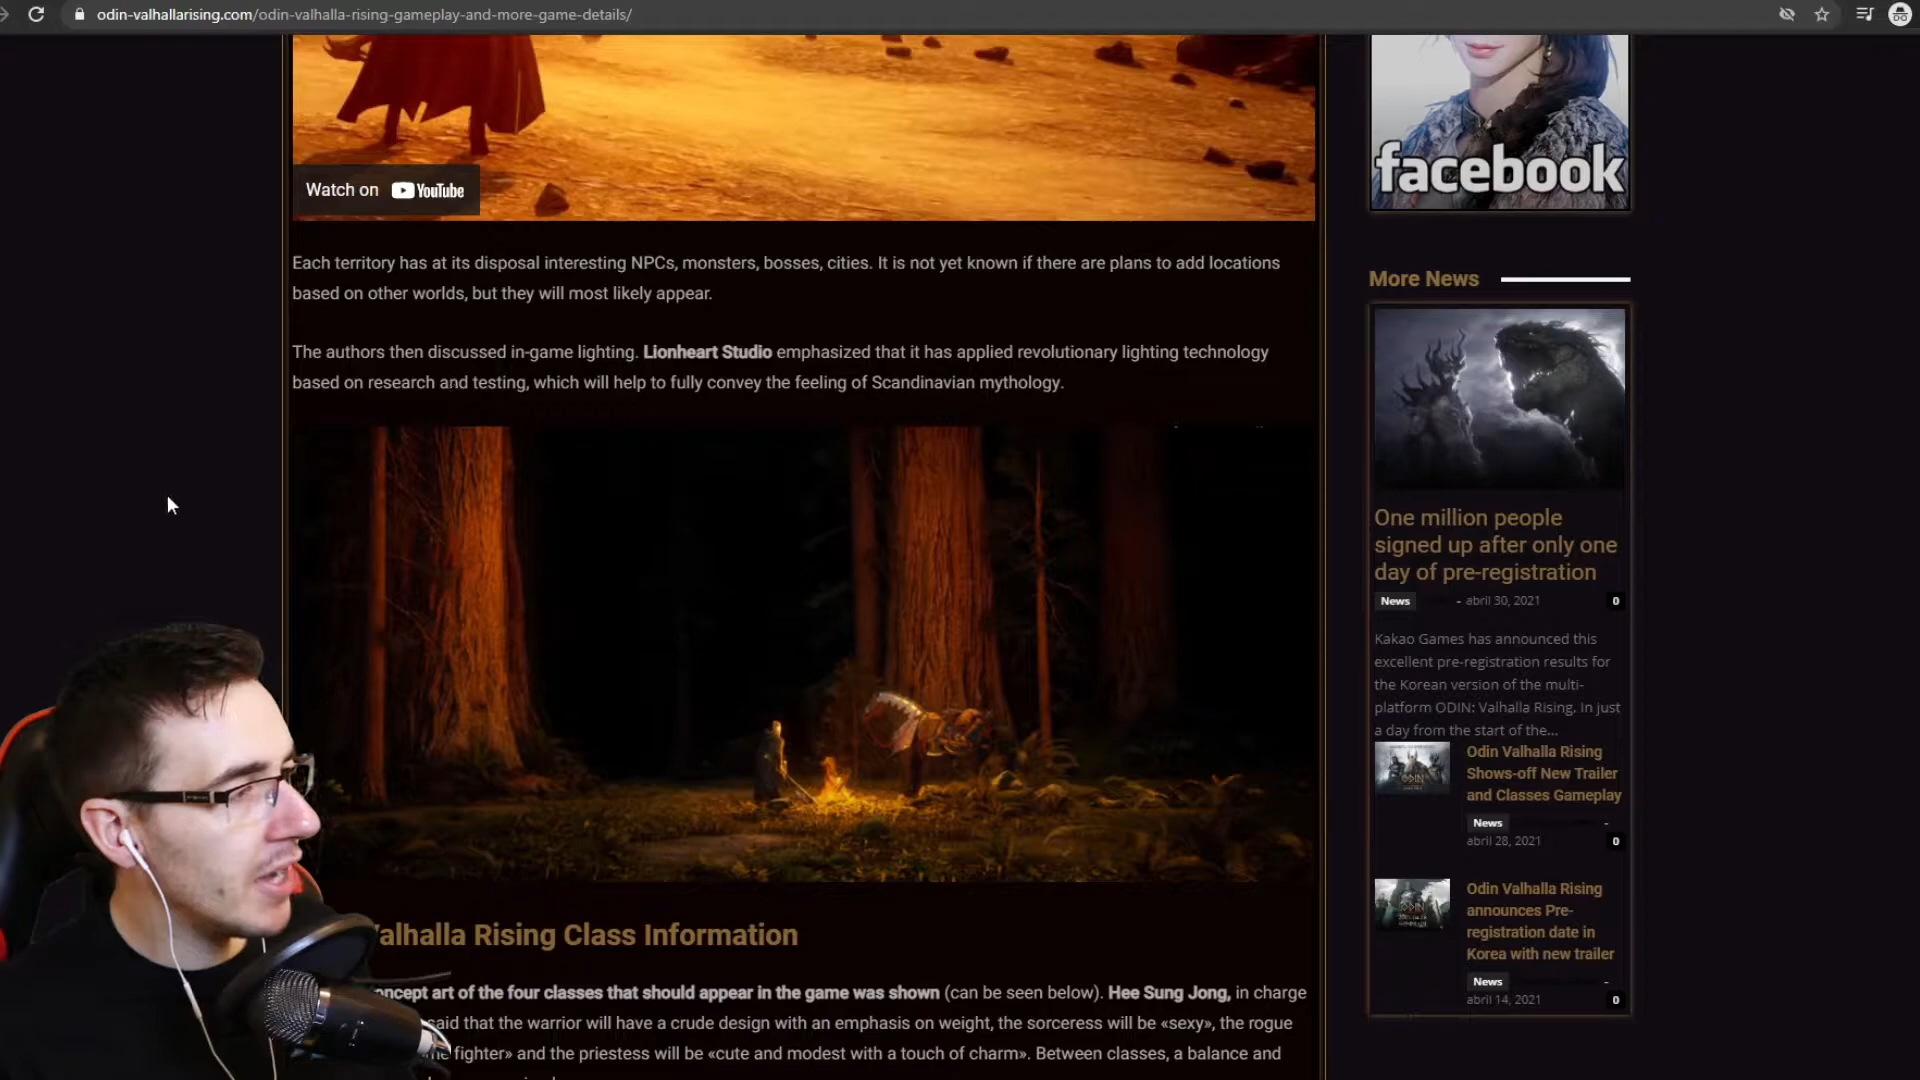 odin-valhallarising.com/odin-valhalla-rising-gameplay-and-more-game-details/
Watch on YouTube
Each territory has at its disposal interesting NPCs, monsters, bosses, cities. It is not yet known if there are plans to add locations
based on other worlds, but they will most likely appear.
The authors then discussed in-game lighting. Lionheart Studio emphasized that it has applied revolutionary lighting technology
based on research and testing, which will help to fully convey the feeling of Scandinavian mythology.
Valhalla Rising Class Information
concept art of the four classes that should appear in the game was shown (can be seen below). Hee Sung Jong, in charge
said that the warrior will have a crude design with an emphasis on weight, the sorceress will be «sexy», the rogue
fighter» and the priestess will be «cute and modest with a touch of charm». Between classes, a balance and
facebook
More News
One million people
signed up after only one
day of pre-registration
News - abril 30, 2021 0
Kakao Games has announced this
excellent pre-registration results for
the Korean version of the multi-
platform ODIN: Valhalla Rising. In just
a day from the start of the...
Odin Valhalla Rising
Shows-off New Trailer
and Classes Gameplay
News -
abril 28, 2021 0
ODIN
Odin Valhalla Rising
announces Pre-
registration date in
Korea with new trailer
News -
abril 14, 2021 0
ODIN